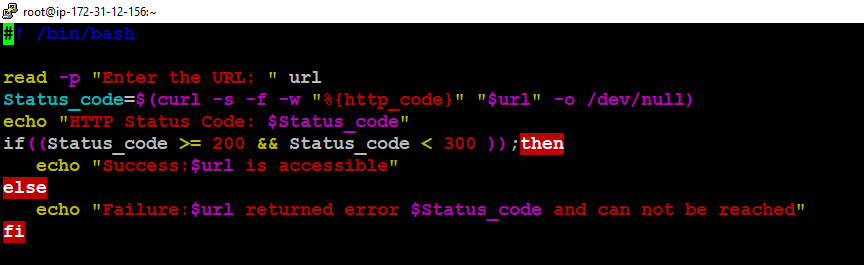 root@ip-172-31-12-156:~
#! /bin/bash
read -p "Enter the URL: " url
Status_code=$(curl -s -f -w "%{http_code}" "$url" -o /dev/null)
echo "HTTP Status Code: $Status_code"
if((Status_code >= 200 && Status_code < 300 ));then
   echo "Success:$url is accessible"
else
   echo "Failure:$url returned error $Status_code and can not be reached"
fi